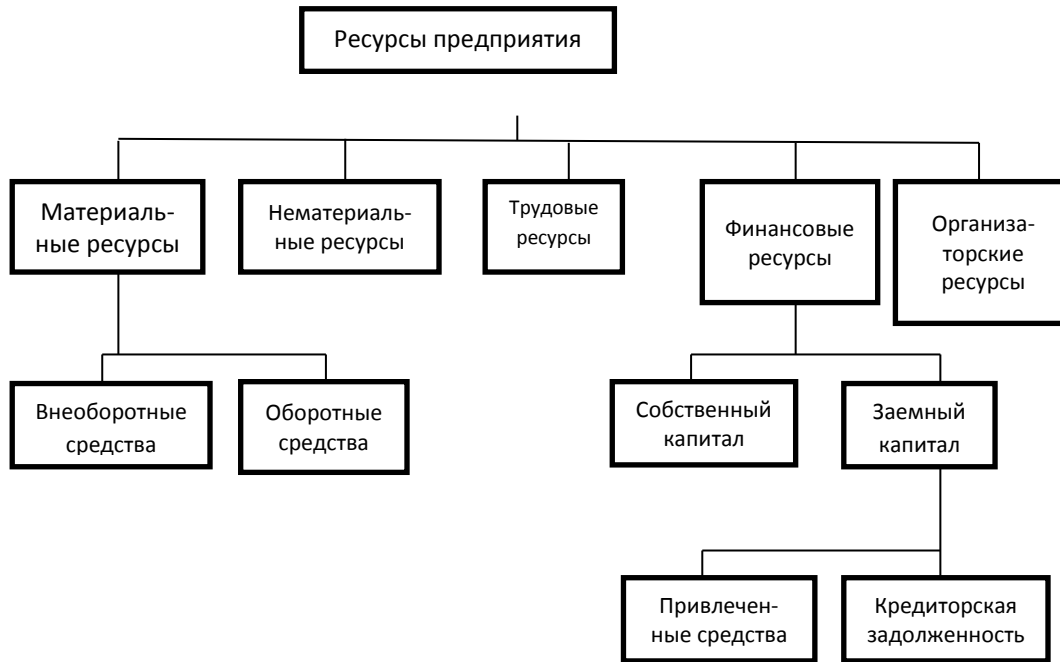 Ресурсы предприятия
Материаль-
ные ресурсы
Нематериаль-
ные ресурсы
Трудовые
ресурсы
Финансовые
ресурсы
Организа-
торские
ресурсы
Внеоборотные
средства
Оборотные
средства
Собственный
капитал
Заемный
капитал
Привлечен-
ные средства
Кредиторская
задолженность